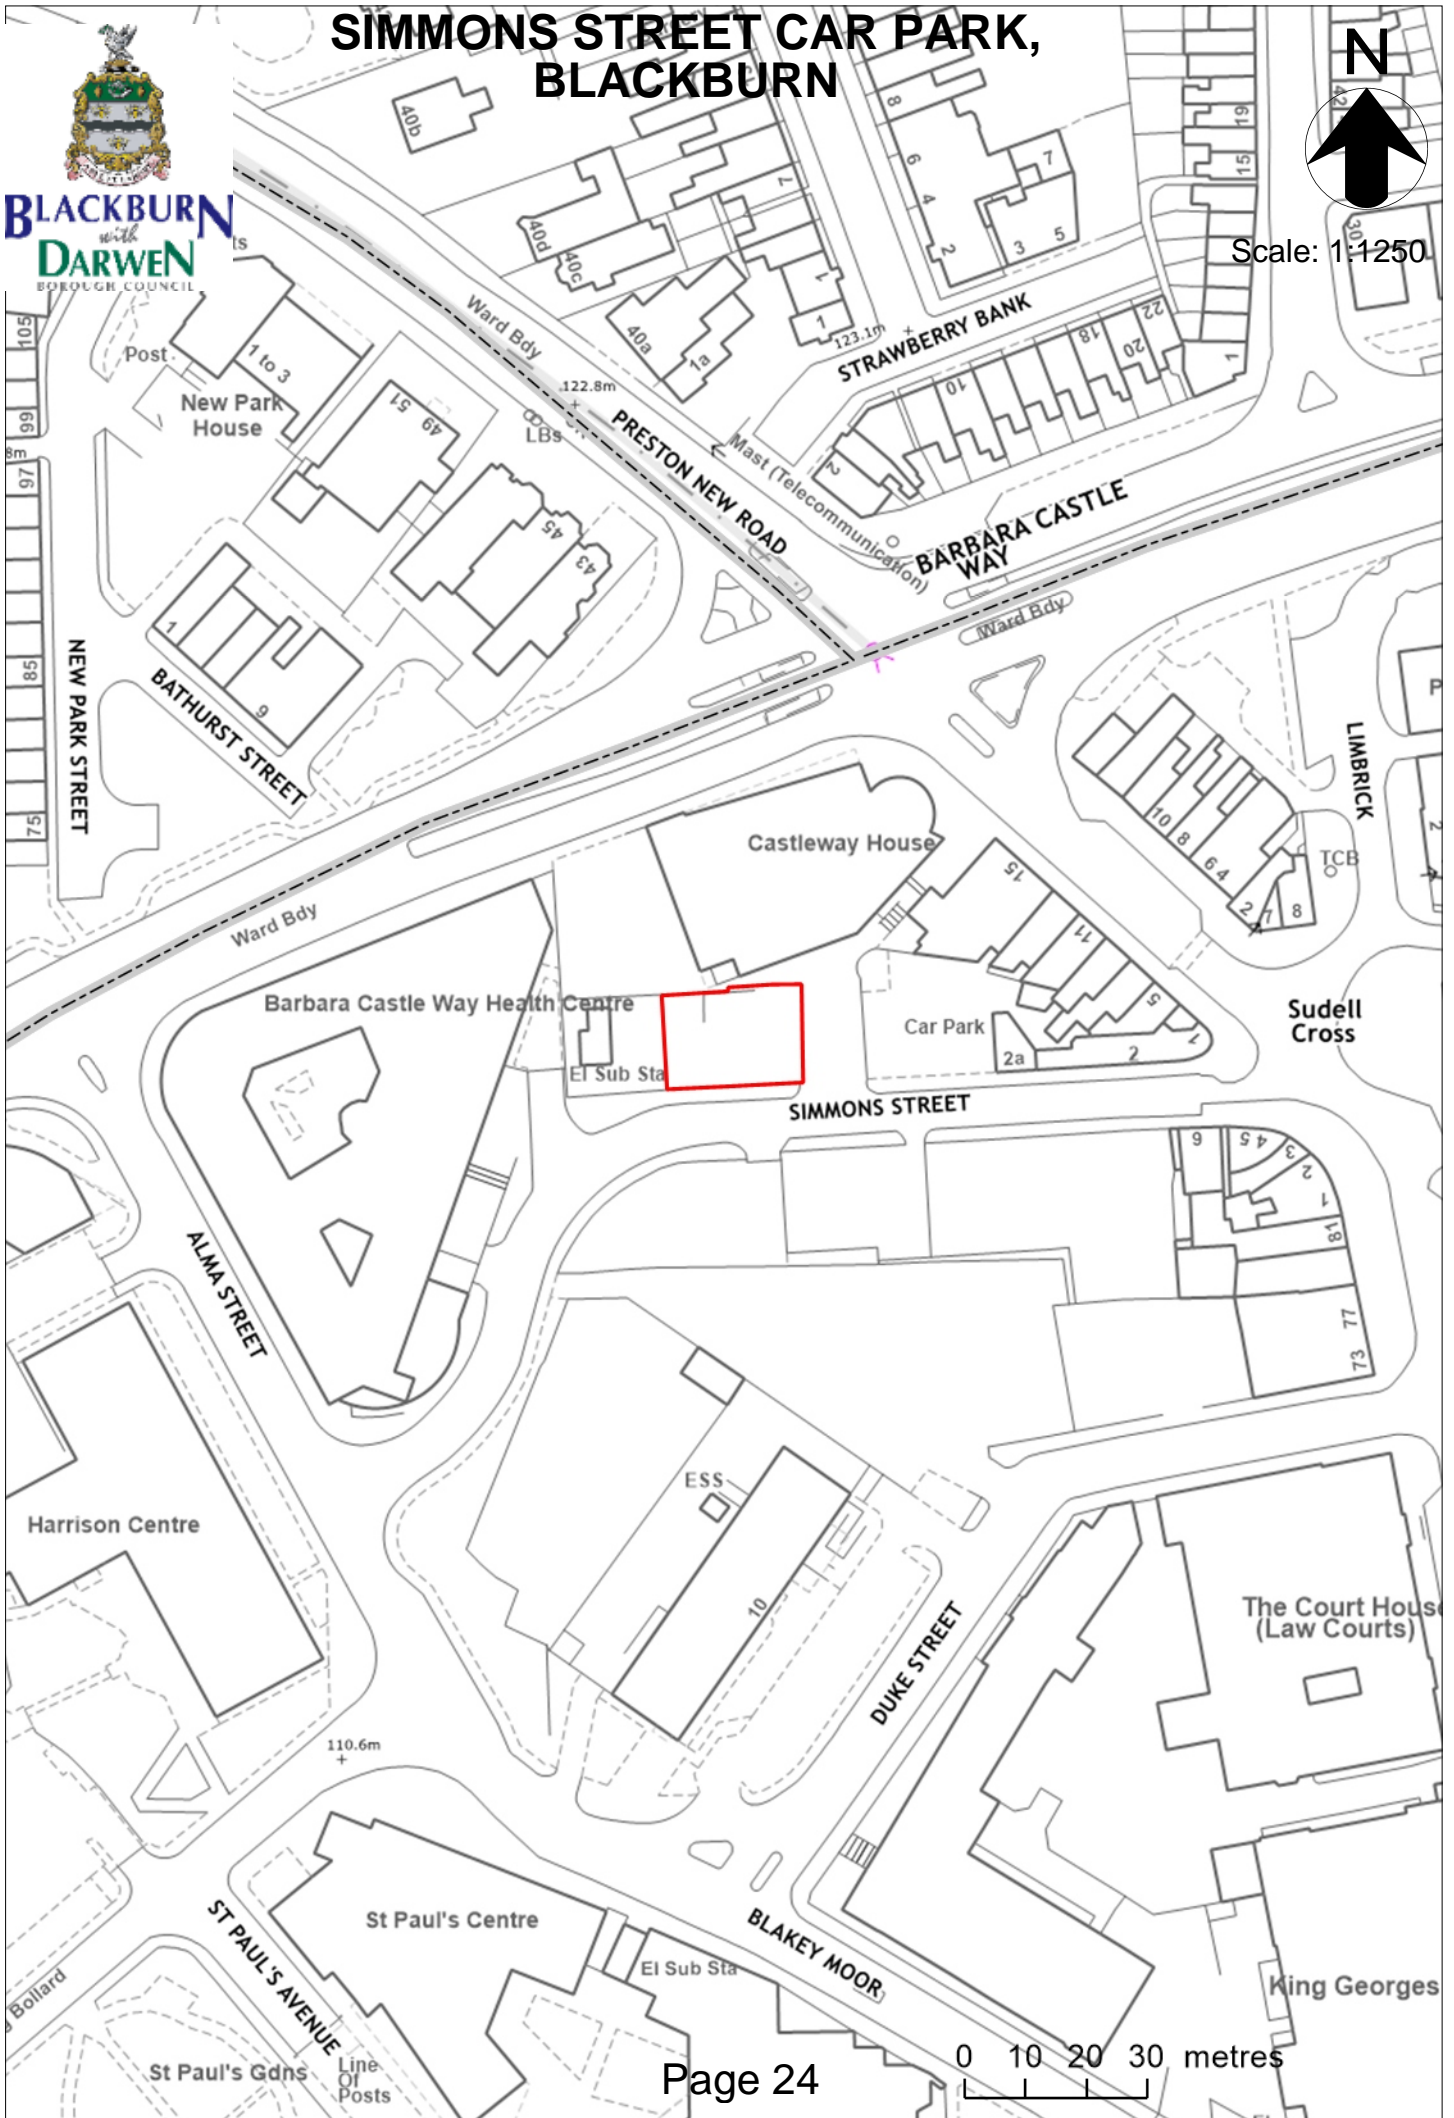 SIMMONS STREET CAR PARK,
BLACKBURN
N
Scale: 1:1250
BLACKBURN
with
DARWEN
BOROUGH COUNCIL
ts
40b
40d
40c
40a
1a
7
1
1
123.1m
8
6
4
2
3
5
7
19
15
42
30
1
STRAWBERRY BANK
22
20
18
10
2
105
99
8m
97
85
75
Post
1 to 3
New Park
House
51
49
45
43
LBs
122.8m
Ward Bdy
PRESTON NEW ROAD
Mast (Telecommunication)
BARBARA CASTLE
WAY
Ward Bdy
NEW PARK STREET
BATHURST STREET
1
9
Ward Bdy
Castleway House
15
11
5
1
2
2a
Car Park
10
8
6 4
2
7
8
TCB
LIMBRICK
P
2
Sudell
Cross
Barbara Castle Way Health Centre
El Sub Sta
SIMMONS STREET
6
4 5
3
2
1
81
77
73
ALMA STREET
Harrison Centre
ESS
10
DUKE STREET
The Court House
(Law Courts)
110.6m
St Paul's Centre
ST PAUL'S AVENUE
El Sub Sta
BLAKEY MOOR
King Georges
Bollard
St Paul's Gdns
Line
Of
Posts
Page 24
0 10 20 30 metres